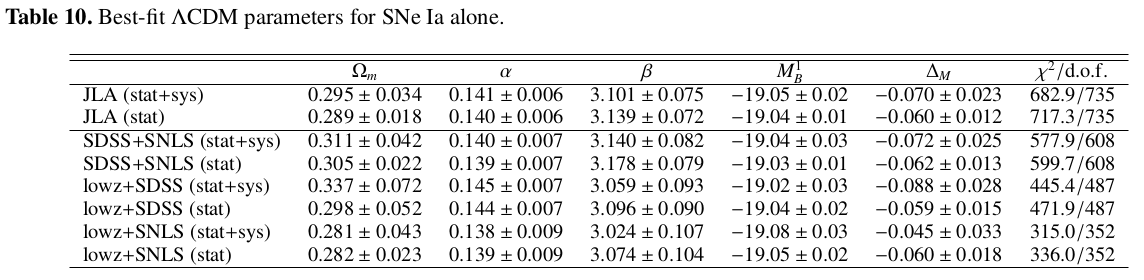 Table 10. Best-fit ΛCDM parameters for SNe Ia alone.
Ωm α β M1B ΔM χ2/d.o.f.
JLA (stat+sys) 0.295 ± 0.034 0.141 ± 0.006 3.101 ± 0.075 −19.05 ± 0.02 −0.070 ± 0.023 682.9/735
JLA (stat) 0.289 ± 0.018 0.140 ± 0.006 3.139 ± 0.072 −19.04 ± 0.01 −0.060 ± 0.012 717.3/735
SDSS+SNLS (stat+sys) 0.311 ± 0.042 0.140 ± 0.007 3.140 ± 0.082 −19.04 ± 0.03 −0.072 ± 0.025 577.9/608
SDSS+SNLS (stat) 0.305 ± 0.022 0.139 ± 0.007 3.178 ± 0.079 −19.03 ± 0.01 −0.062 ± 0.013 599.7/608
lowz+SDSS (stat+sys) 0.337 ± 0.072 0.145 ± 0.007 3.059 ± 0.093 −19.02 ± 0.03 −0.088 ± 0.028 445.4/487
lowz+SDSS (stat) 0.298 ± 0.052 0.144 ± 0.007 3.096 ± 0.090 −19.04 ± 0.02 −0.059 ± 0.015 471.9/487
lowz+SNLS (stat+sys) 0.281 ± 0.043 0.138 ± 0.009 3.024 ± 0.107 −19.08 ± 0.03 −0.045 ± 0.033 315.0/352
lowz+SNLS (stat) 0.282 ± 0.023 0.139 ± 0.009 3.074 ± 0.104 −19.05 ± 0.02 −0.060 ± 0.018 336.0/352